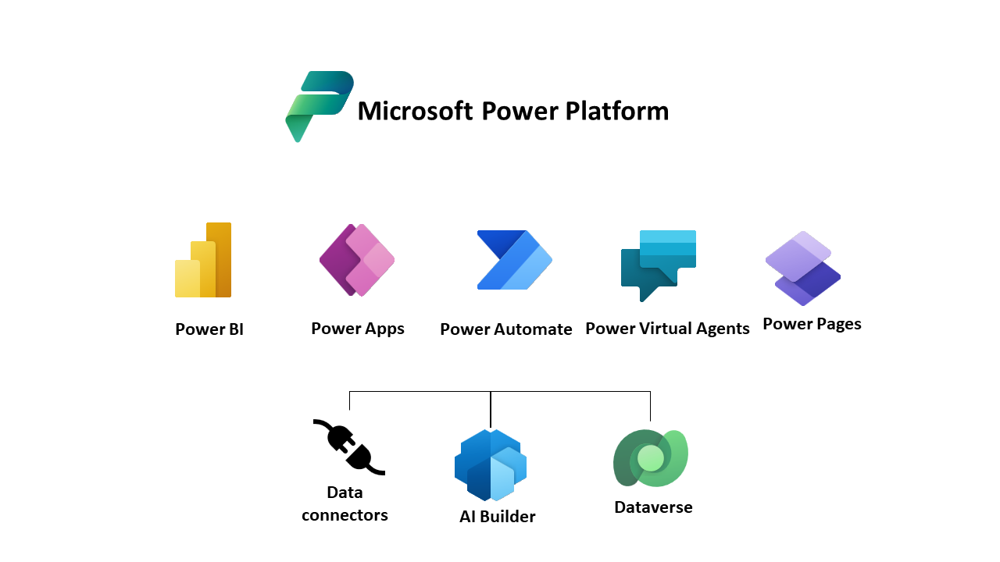 Microsoft Power Platform
Power BI
Power Apps
Power Automate
Power Virtual Agents
Power Pages
Data
connectors
AI Builder
Dataverse